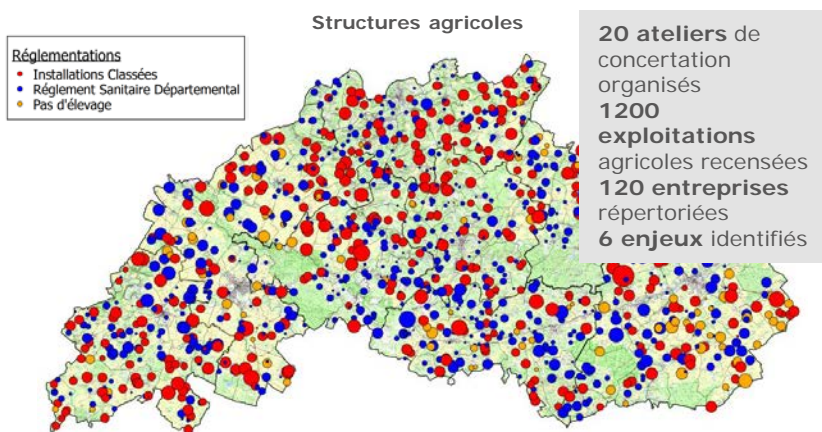 Structures agricoles
Réglementations
Installations Classées
Réglement Sanitaire Départemental
Pas d'élevage
20 ateliers de
concertation
organisés
1200
exploitations
agricoles recensées
120 entreprises
répertoriées
6 enjeux identifiés